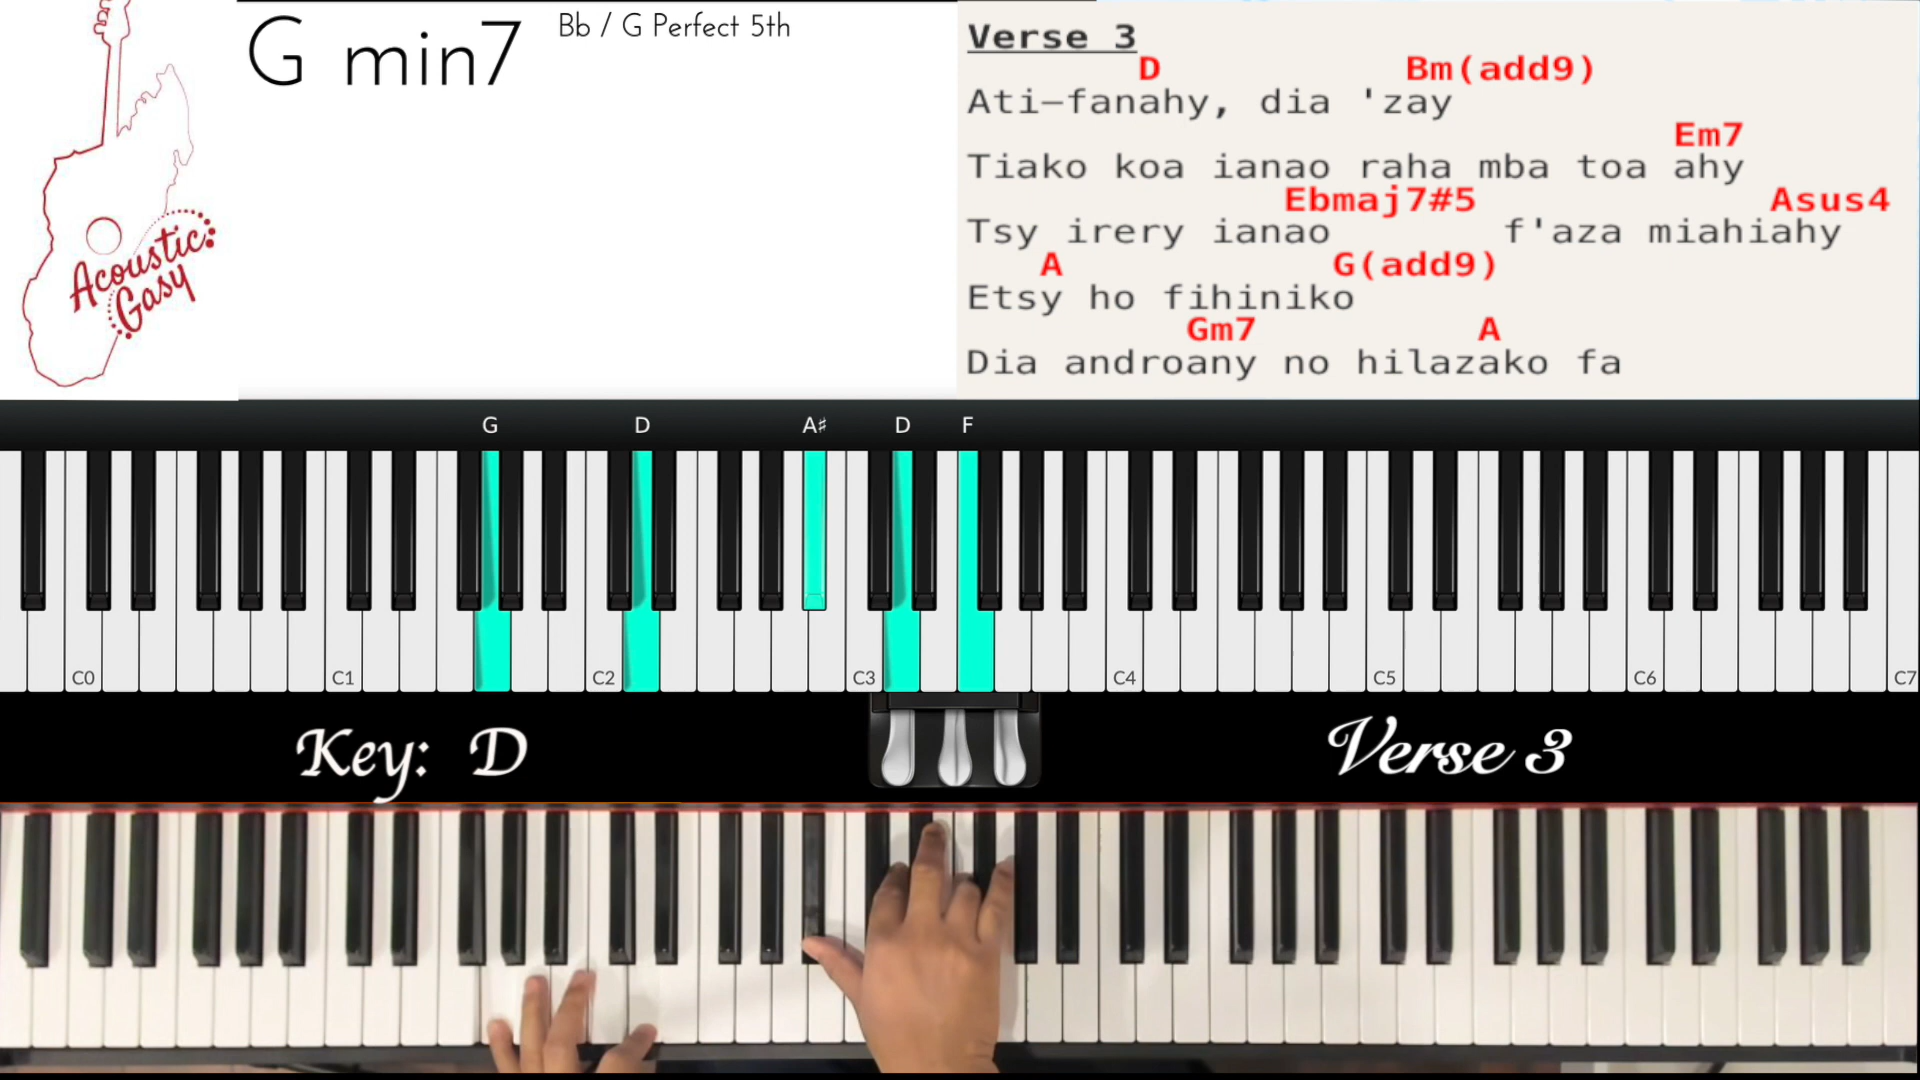 Acoustic:
Gasy
G min7
Bb / G Perfect 5th
Verse 3
D Bm(add9)
Ati–fanahy, dia 'zay
Em7
Tiako koa ianao raha mba toa ahy
Ebmaj7#5 Asus4
Tsy irery ianao f'aza miahiahy
A G(add9)
Etsy ho fihiniko
Gm7 A
Dia androany no hilazako fa
G D A♯ D F
C0 C1 C2 C3 C4 C5 C6 C7
Key: D
Verse 3